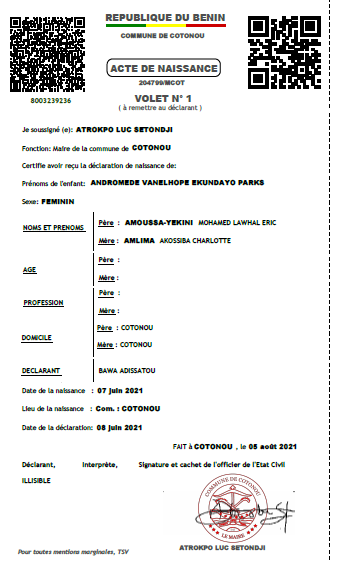 REPUBLIQUE DU BENIN
COMMUNE DE COTONOU
ACTE DE NAISSANCE
204799/MCOT
8003239236
VOLET N° 1
( à remettre au déclarant )
Je soussigné (e): ATROKPO LUC SETONDJI
Fonction: Maire de la commune de COTONOU
Certifie avoir reçu la déclaration de naissance de:
Prénoms de l'enfant: ANDROMEDE VANELHOPE EKUNDAYO PARKS
Sexe: FEMININ
NOMS ET PRENOMS
Père : AMOUSSA-YEKINI MOHAMED LAWHAL ERIC
Mère : AMLIMA AKOSSIBA CHARLOTTE
AGE
Père :
Mère :
PROFESSION
Père :
Mère :
DOMICILE
Père : COTONOU
Mère : COTONOU
DECLARANT
BAWA ADISSATOU
Date de la naissance : 07 juin 2021
Lieu de la naissance : Com. : COTONOU
Date de la déclaration: 08 juin 2021
FAIT à COTONOU , le 05 août 2021
Déclarant, Interprète, Signature et cachet de l'officier de l'Etat Civil
ILLISIBLE
COMMUNE DE COTONOU
LE MAIRE
ATROKPO LUC SETONDJI
Pour toutes mentions marginales, TSV